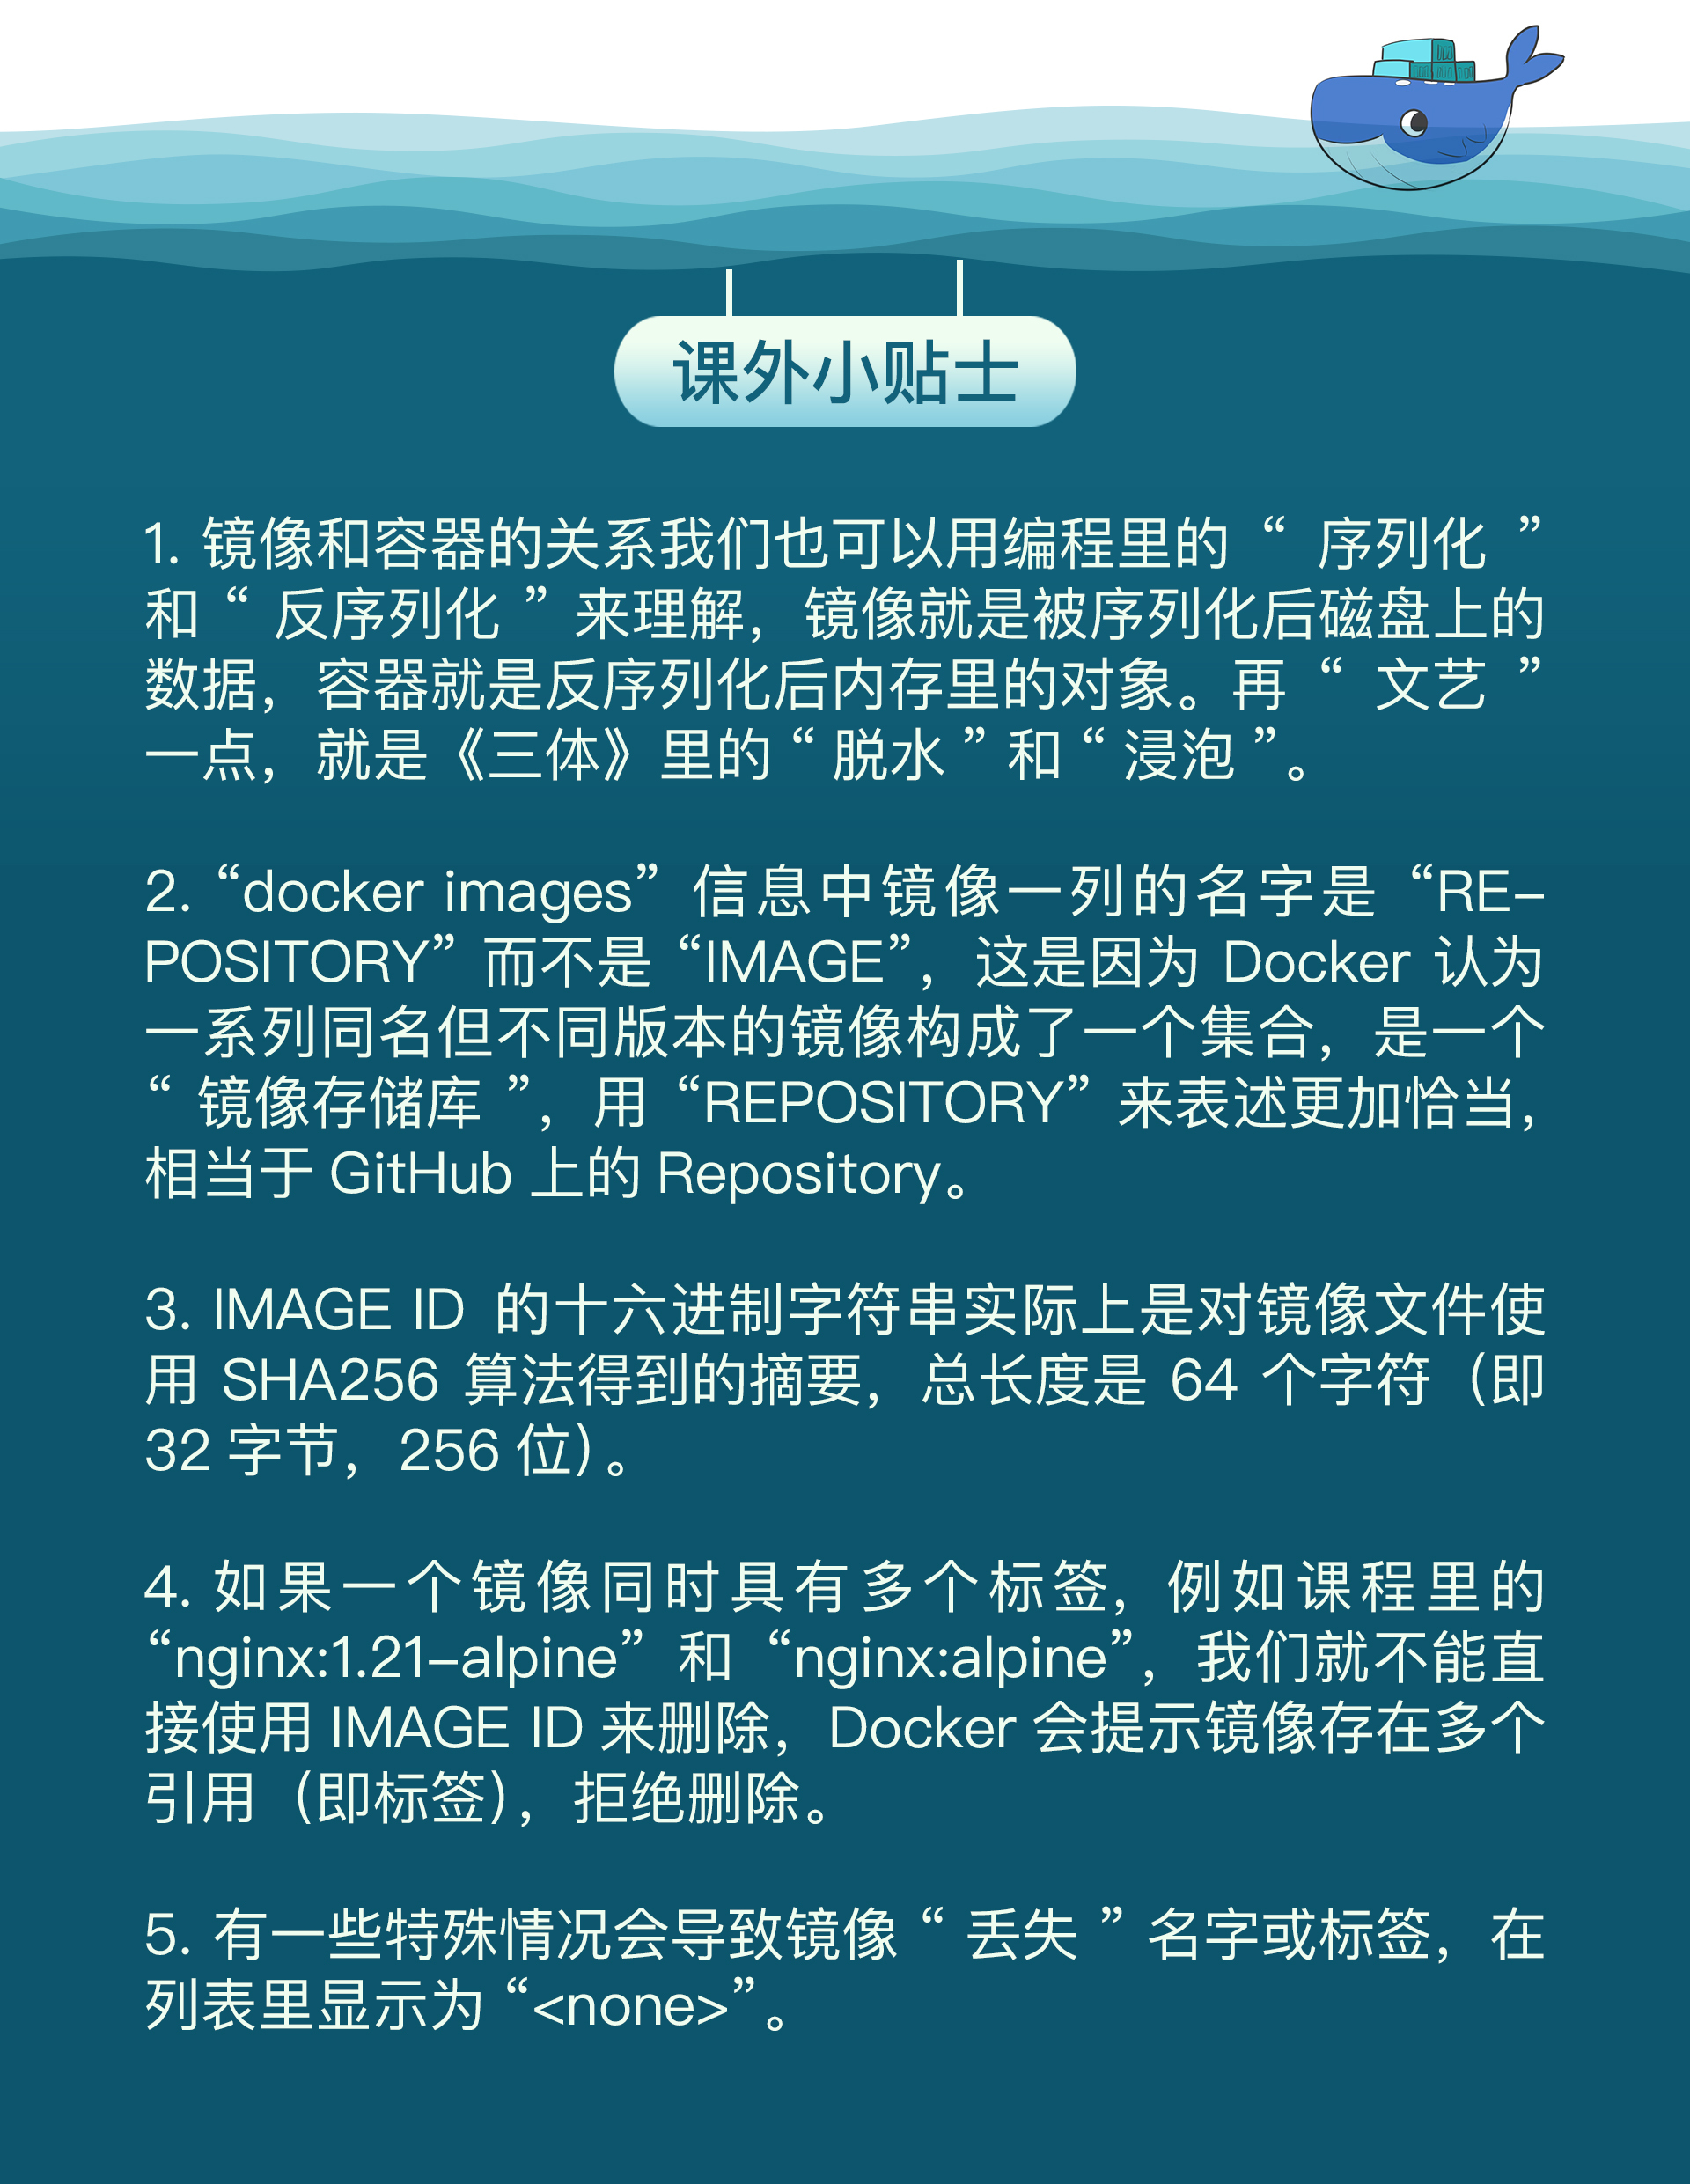 课外小贴士
1. 镜像和容器的关系我们也可以用编程里的“序列化”
和“反序列化”来理解，镜像就是被序列化后磁盘上的
数据，容器就是反序列化后内存里的对象。再“文艺”
一点，就是《三体》里的“脱水”和“浸泡”。
2. “docker images”信息中镜像一列的名字是“RE-
POSITORY”而不是“IMAGE”，这是因为 Docker 认为
一系列同名但不同版本的镜像构成了一个集合，是一个
“镜像存储库”，用“REPOSITORY”来表述更加恰当，
相当于 GitHub 上的 Repository。
3. IMAGE ID 的十六进制字符串实际上是对镜像文件使
用 SHA256 算法得到的摘要，总长度是 64 个字符（即
32 字节，256 位）。
4. 如果一个镜像同时具有多个标签，例如课程里的
“nginx:1.21-alpine”和“nginx:alpine”，我们就不能直
接使用 IMAGE ID 来删除，Docker 会提示镜像存在多个
引用（即标签），拒绝删除。
5. 有一些特殊情况会导致镜像“丢失”名字或标签，在
列表里显示为“<none>”。